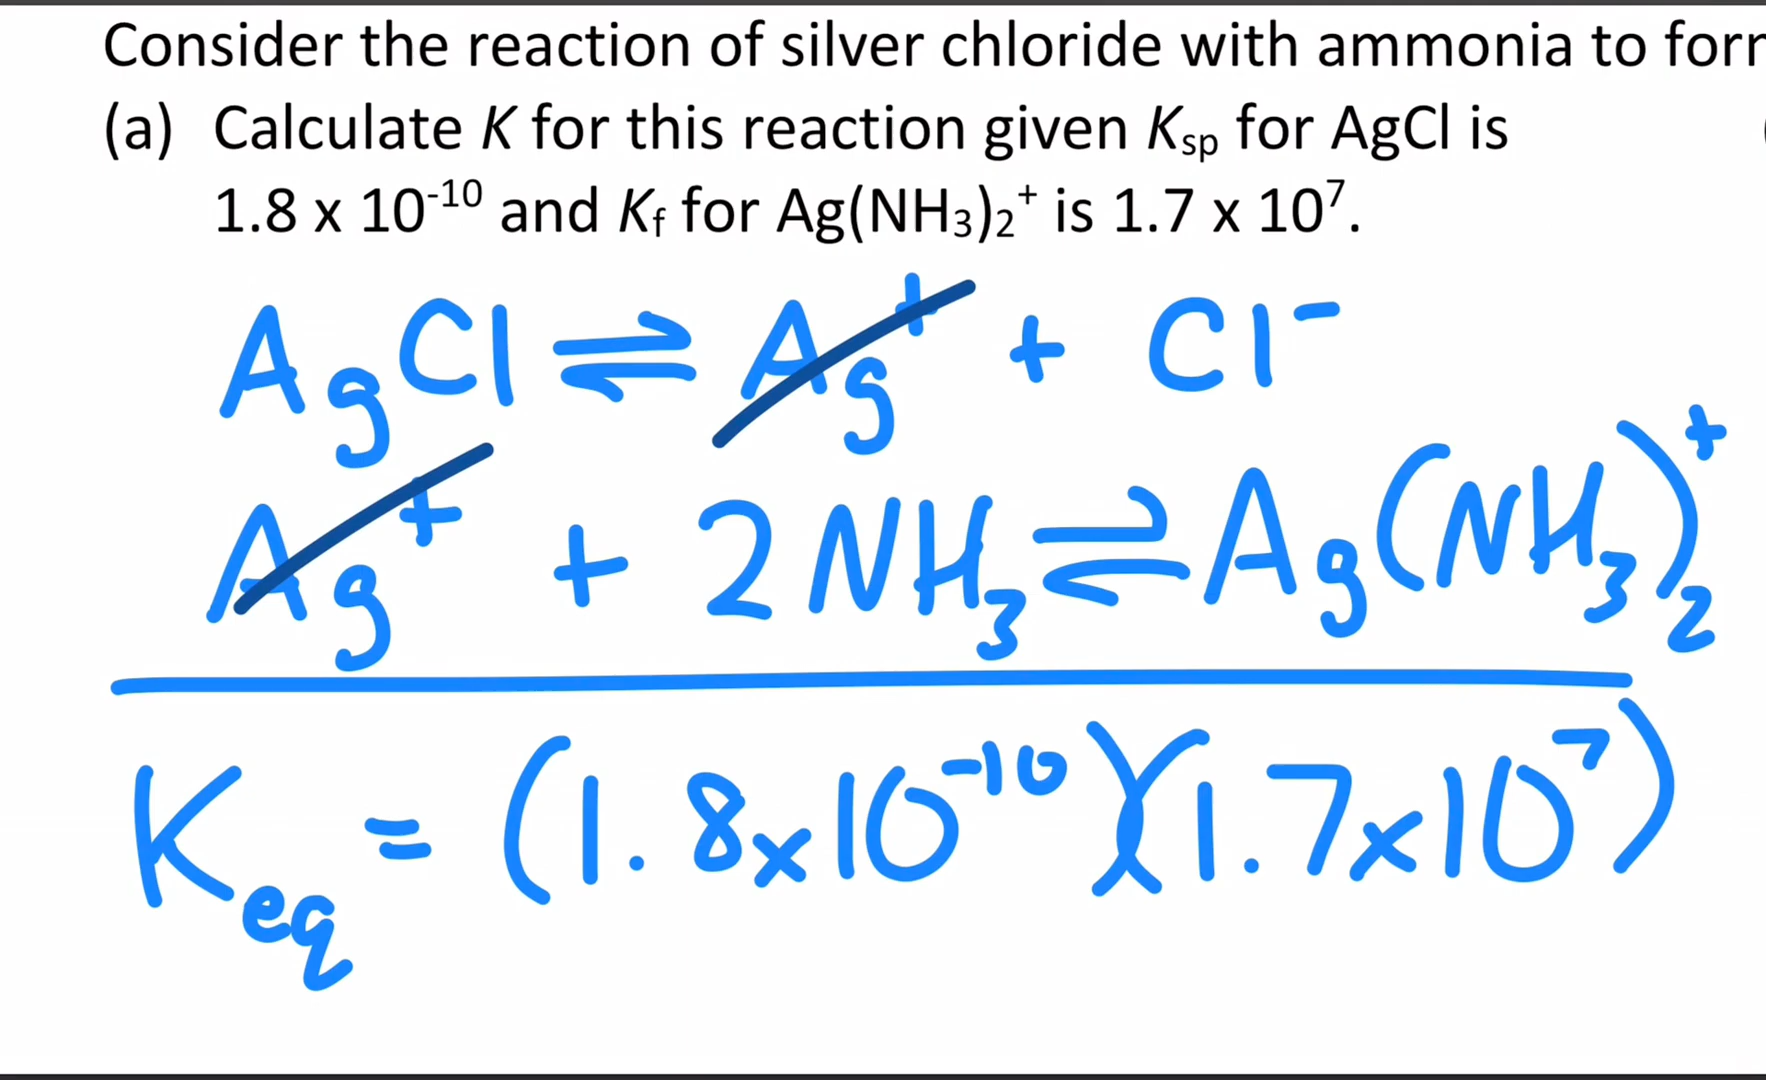 Consider the reaction of silver chloride with ammonia to for
(a) Calculate K for this reaction given Ksp for AgCl is
1.8 x 10⁻¹⁰ and Kf for Ag(NH₃)₂⁺ is 1.7 x 10⁷.
AgCl ⇌ Ag⁺ + Cl⁻
Ag⁺ + 2NH₃ ⇌ Ag(NH₃)₂⁺
Keq = (1.8x10⁻¹⁰)(1.7x10⁷)